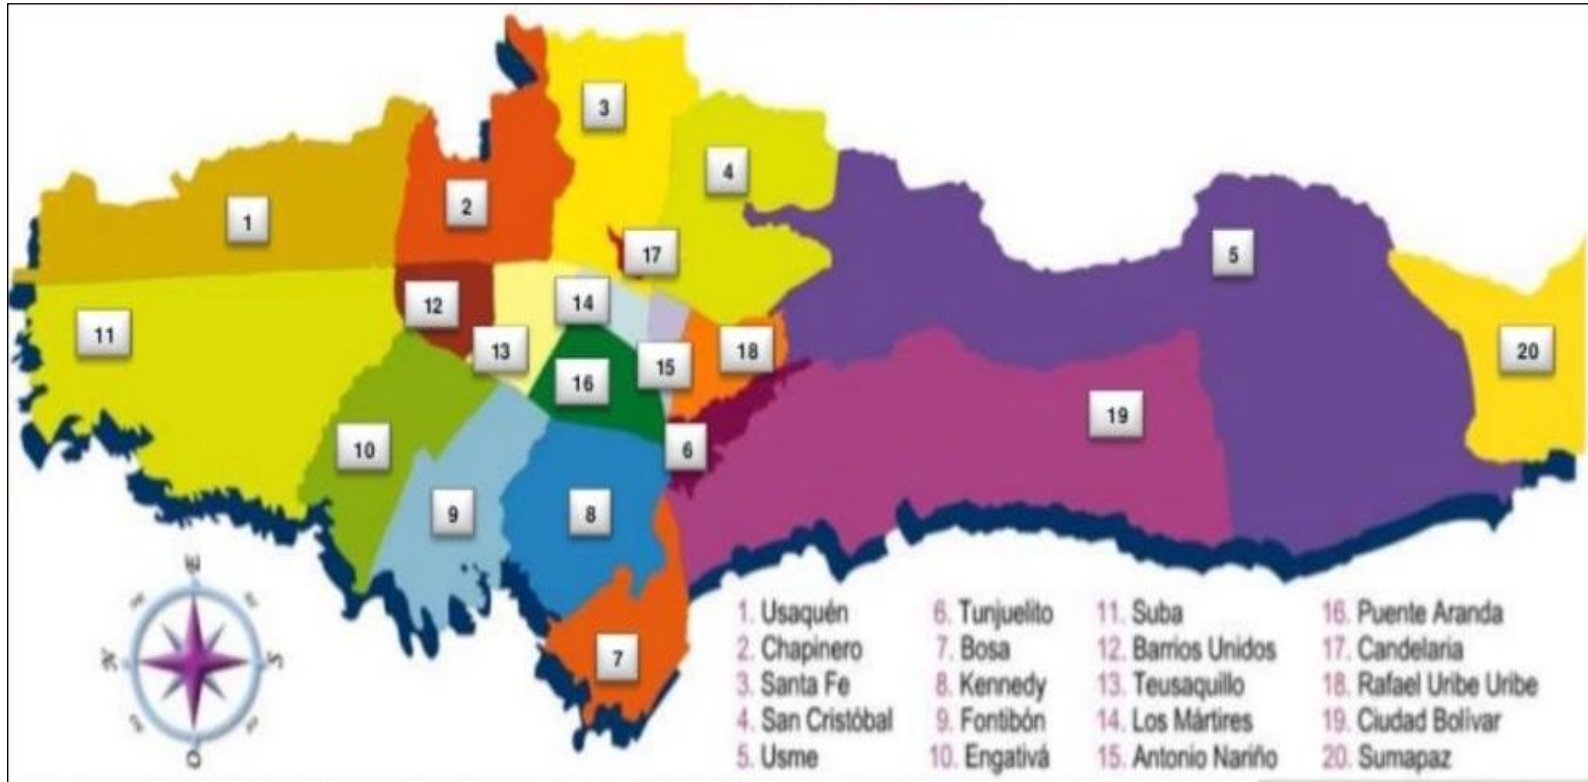 3
4
2
1
17
5
14
12
11
13
18
15
20
16
19
10
6
9
8
7
E
N
S
O
1. Usaquén
2. Chapinero
3. Santa Fe
4. San Cristóbal
5. Usme
6. Tunjuelito
7. Bosa
8. Kennedy
9. Fontibón
10. Engativá
11. Suba
12. Barrios Unidos
13. Teusaquillo
14. Los Mártires
15. Antonio Nariño
16. Puente Aranda
17. Candelaria
18. Rafael Uribe Uribe
19. Ciudad Bolívar
20. Sumapaz